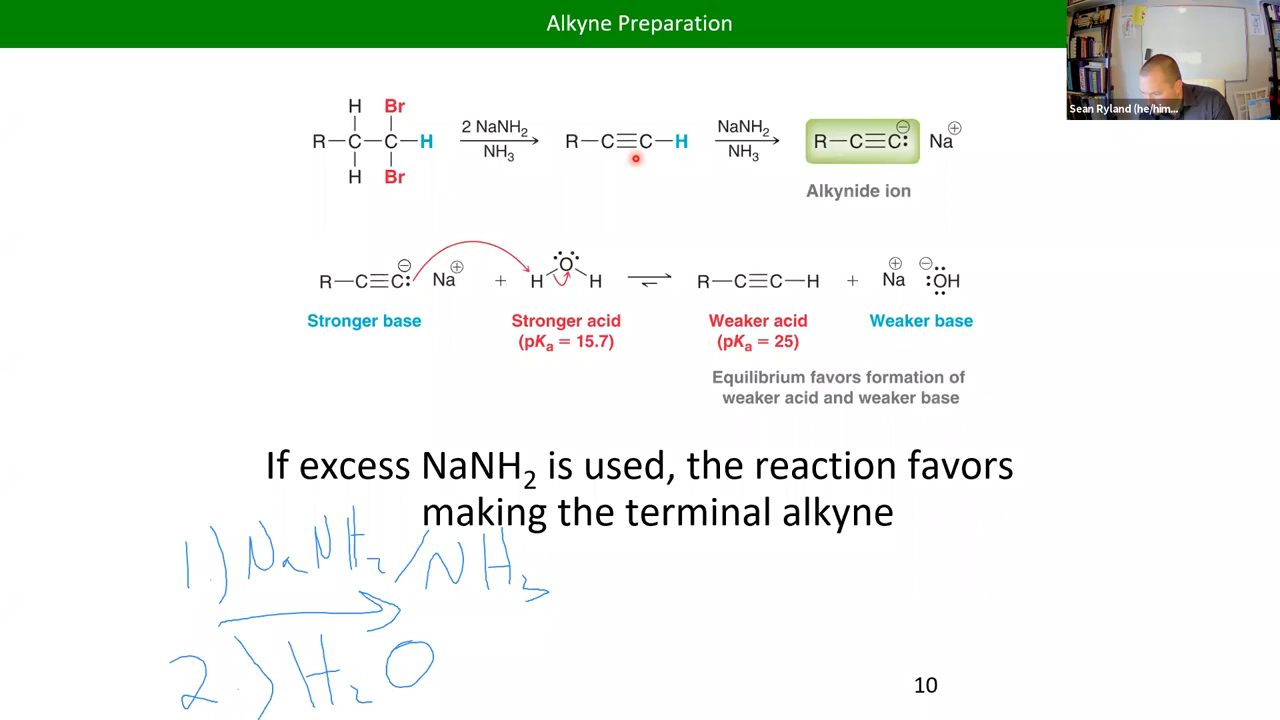 Alkyne Preparation
Sean Ryland (he/him...
H Br
R—C—C—H
H Br
2 NaNH₂
NH₃
R—C≡C—H
NaNH₂
NH₃
R—C≡C:⊖ Na⊕
Alkynide ion
R—C≡C:⊖ Na⊕ + H O H ⇌ R—C≡C—H + Na⊕ ⊖:OH
Stronger base
Stronger acid
(pKa = 15.7)
Weaker acid
(pKa = 25)
Weaker base
Equilibrium favors formation of
weaker acid and weaker base
If excess NaNH₂ is used, the reaction favors
making the terminal alkyne
1.) NaNH₂/NH₃
2.) H₂O
10